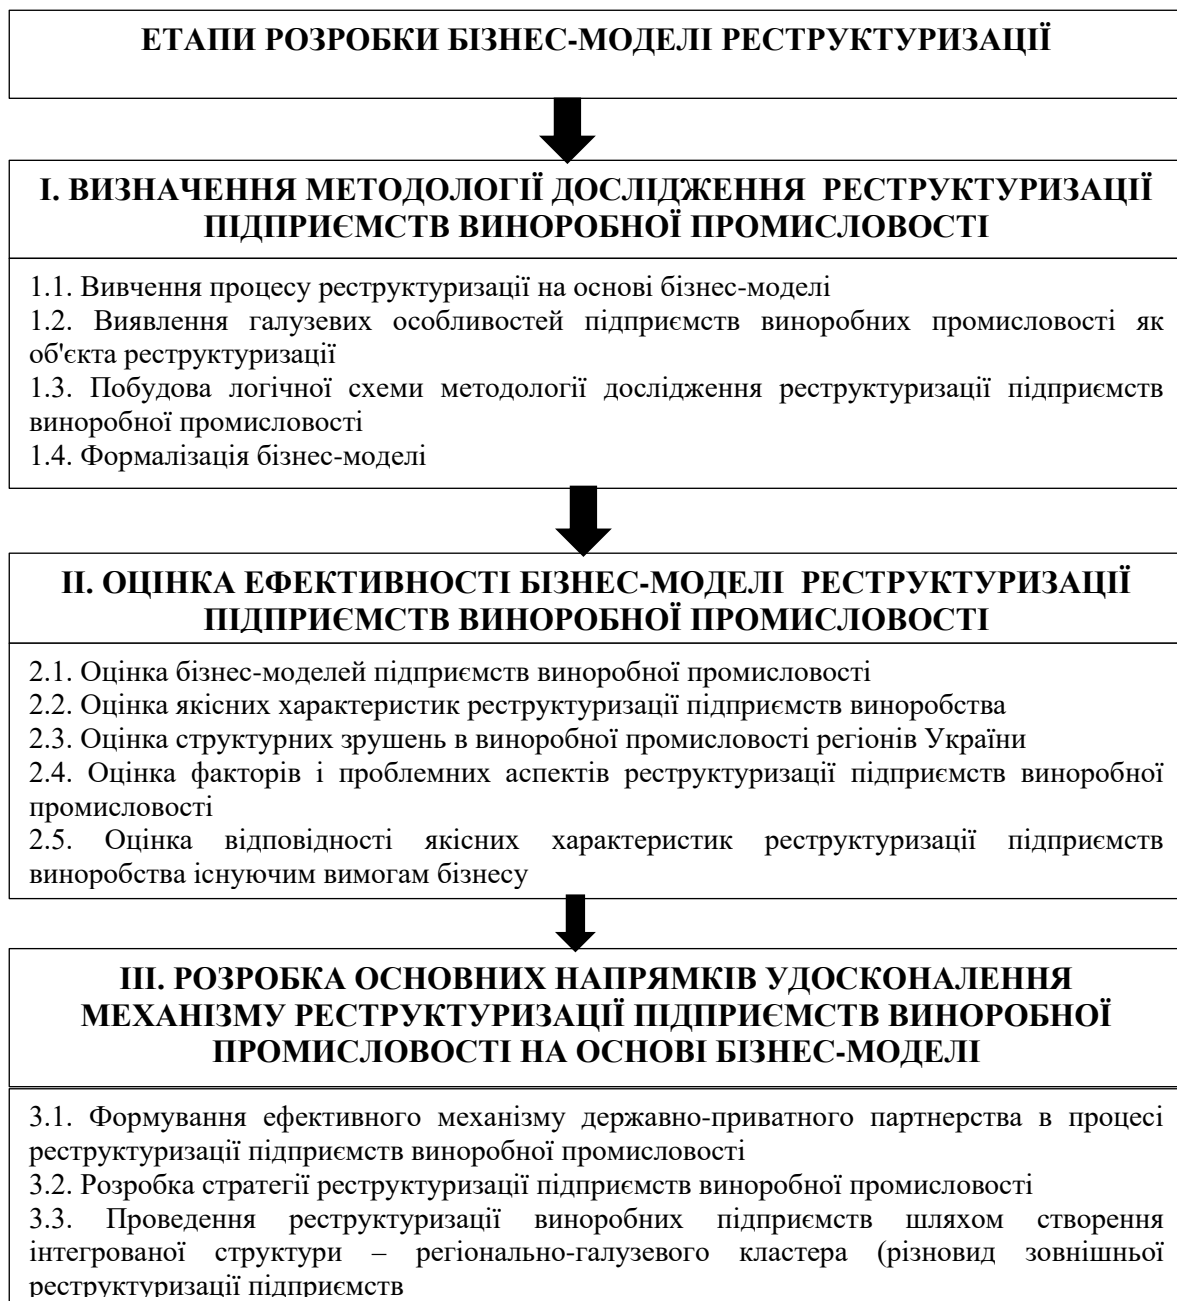 ЕТАПИ РОЗРОБКИ БІЗНЕС-МОДЕЛІ РЕСТРУКТУРИЗАЦІЇ
І. ВИЗНАЧЕННЯ МЕТОДОЛОГІЇ ДОСЛІДЖЕННЯ РЕСТРУКТУРИЗАЦІЇ
ПІДПРИЄМСТВ ВИНОРОБНОЇ ПРОМИСЛОВОСТІ
1.1. Вивчення процесу реструктуризації на основі бізнес-моделі
1.2. Виявлення галузевих особливостей підприємств виноробних промисловості як
об'єкта реструктуризації
1.3. Побудова логічної схеми методології дослідження реструктуризації підприємств
виноробної промисловості
1.4. Формалізація бізнес-моделі
ІІ. ОЦІНКА ЕФЕКТИВНОСТІ БІЗНЕС-МОДЕЛІ РЕСТРУКТУРИЗАЦІЇ
ПІДПРИЄМСТВ ВИНОРОБНОЇ ПРОМИСЛОВОСТІ
2.1. Оцінка бізнес-моделей підприємств виноробної промисловості
2.2. Оцінка якісних характеристик реструктуризації підприємств виноробства
2.3. Оцінка структурних зрушень в виноробної промисловості регіонів України
2.4. Оцінка факторів і проблемних аспектів реструктуризації підприємств виноробної
промисловості
2.5. Оцінка відповідності якісних характеристик реструктуризації підприємств
виноробства існуючим вимогам бізнесу
ІІІ. РОЗРОБКА ОСНОВНИХ НАПРЯМКІВ УДОСКОНАЛЕННЯ
МЕХАНІЗМУ РЕСТРУКТУРИЗАЦІЇ ПІДПРИЄМСТВ ВИНОРОБНОЇ
ПРОМИСЛОВОСТІ НА ОСНОВІ БІЗНЕС-МОДЕЛІ
3.1. Формування ефективного механізму державно-приватного партнерства в процесі
реструктуризації підприємств виноробної промисловості
3.2. Розробка стратегії реструктуризації підприємств виноробної промисловості
3.3. Проведення реструктуризації виноробних підприємств шляхом створення
інтегрованої структури – регіонально-галузевого кластера (різновид зовнішньої
реструктуризації підприємств